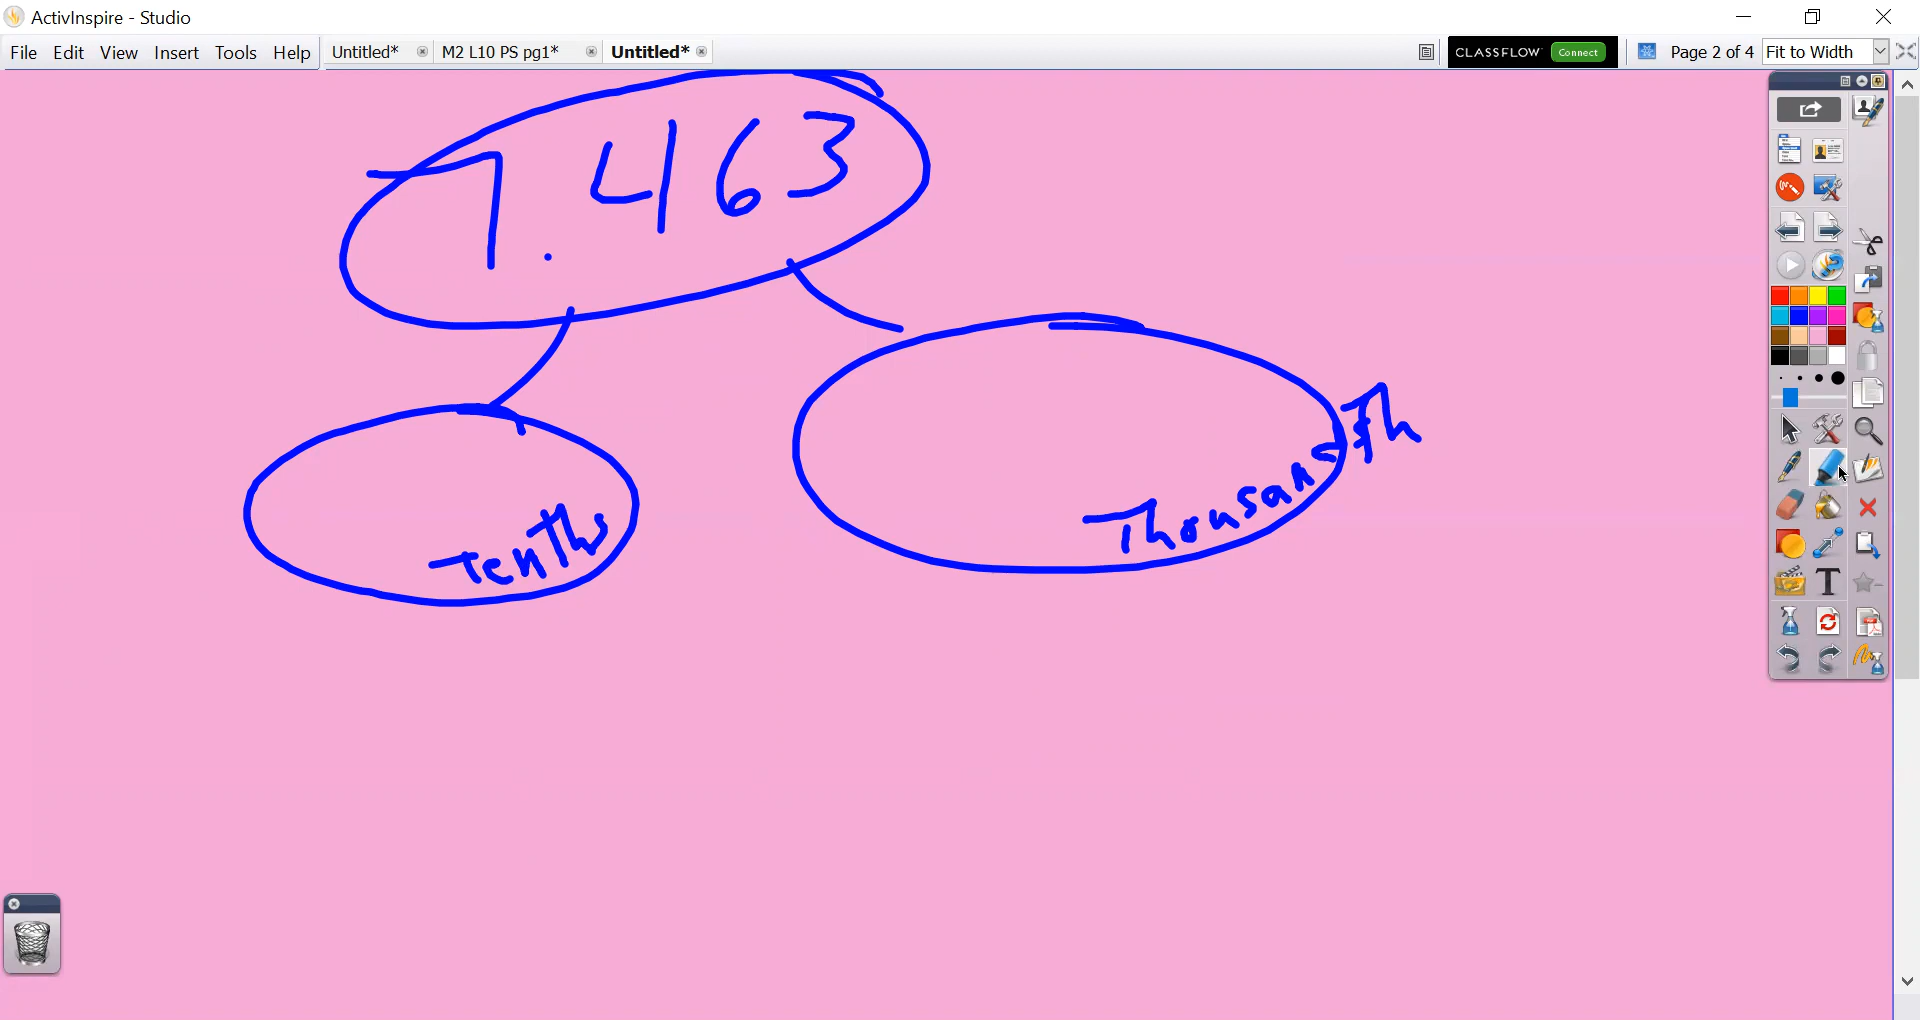 ActivInspire - Studio
File Edit View Insert Tools Help Untitled* M2 L10 PS pg1* Untitled* CLASSFLOW Connect Page 2 of 4 Fit to Width
7.463
Tenths
Thousandth
T